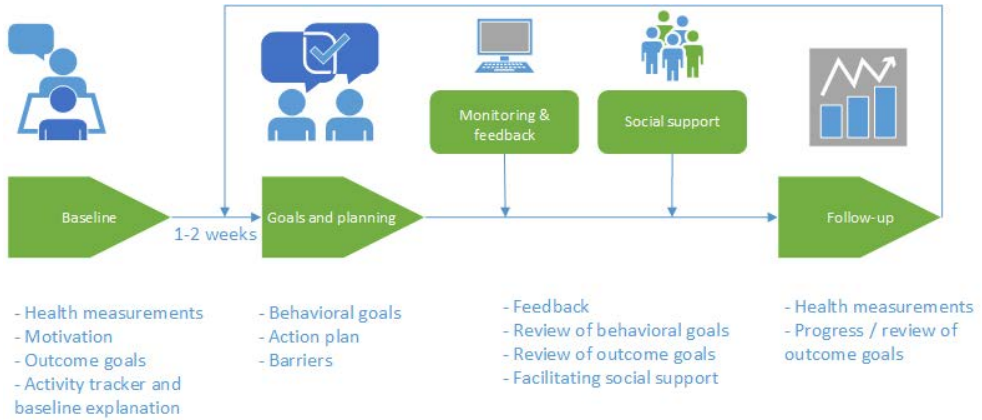 Monitoring &
feedback
Social support
Baseline
1-2 weeks
Goals and planning
Follow-up
- Health measurements
- Motivation
- Outcome goals
- Activity tracker and
baseline explanation
- Behavioral goals
- Action plan
- Barriers
- Feedback
- Review of behavioral goals
- Review of outcome goals
- Facilitating social support
- Health measurements
- Progress / review of
outcome goals